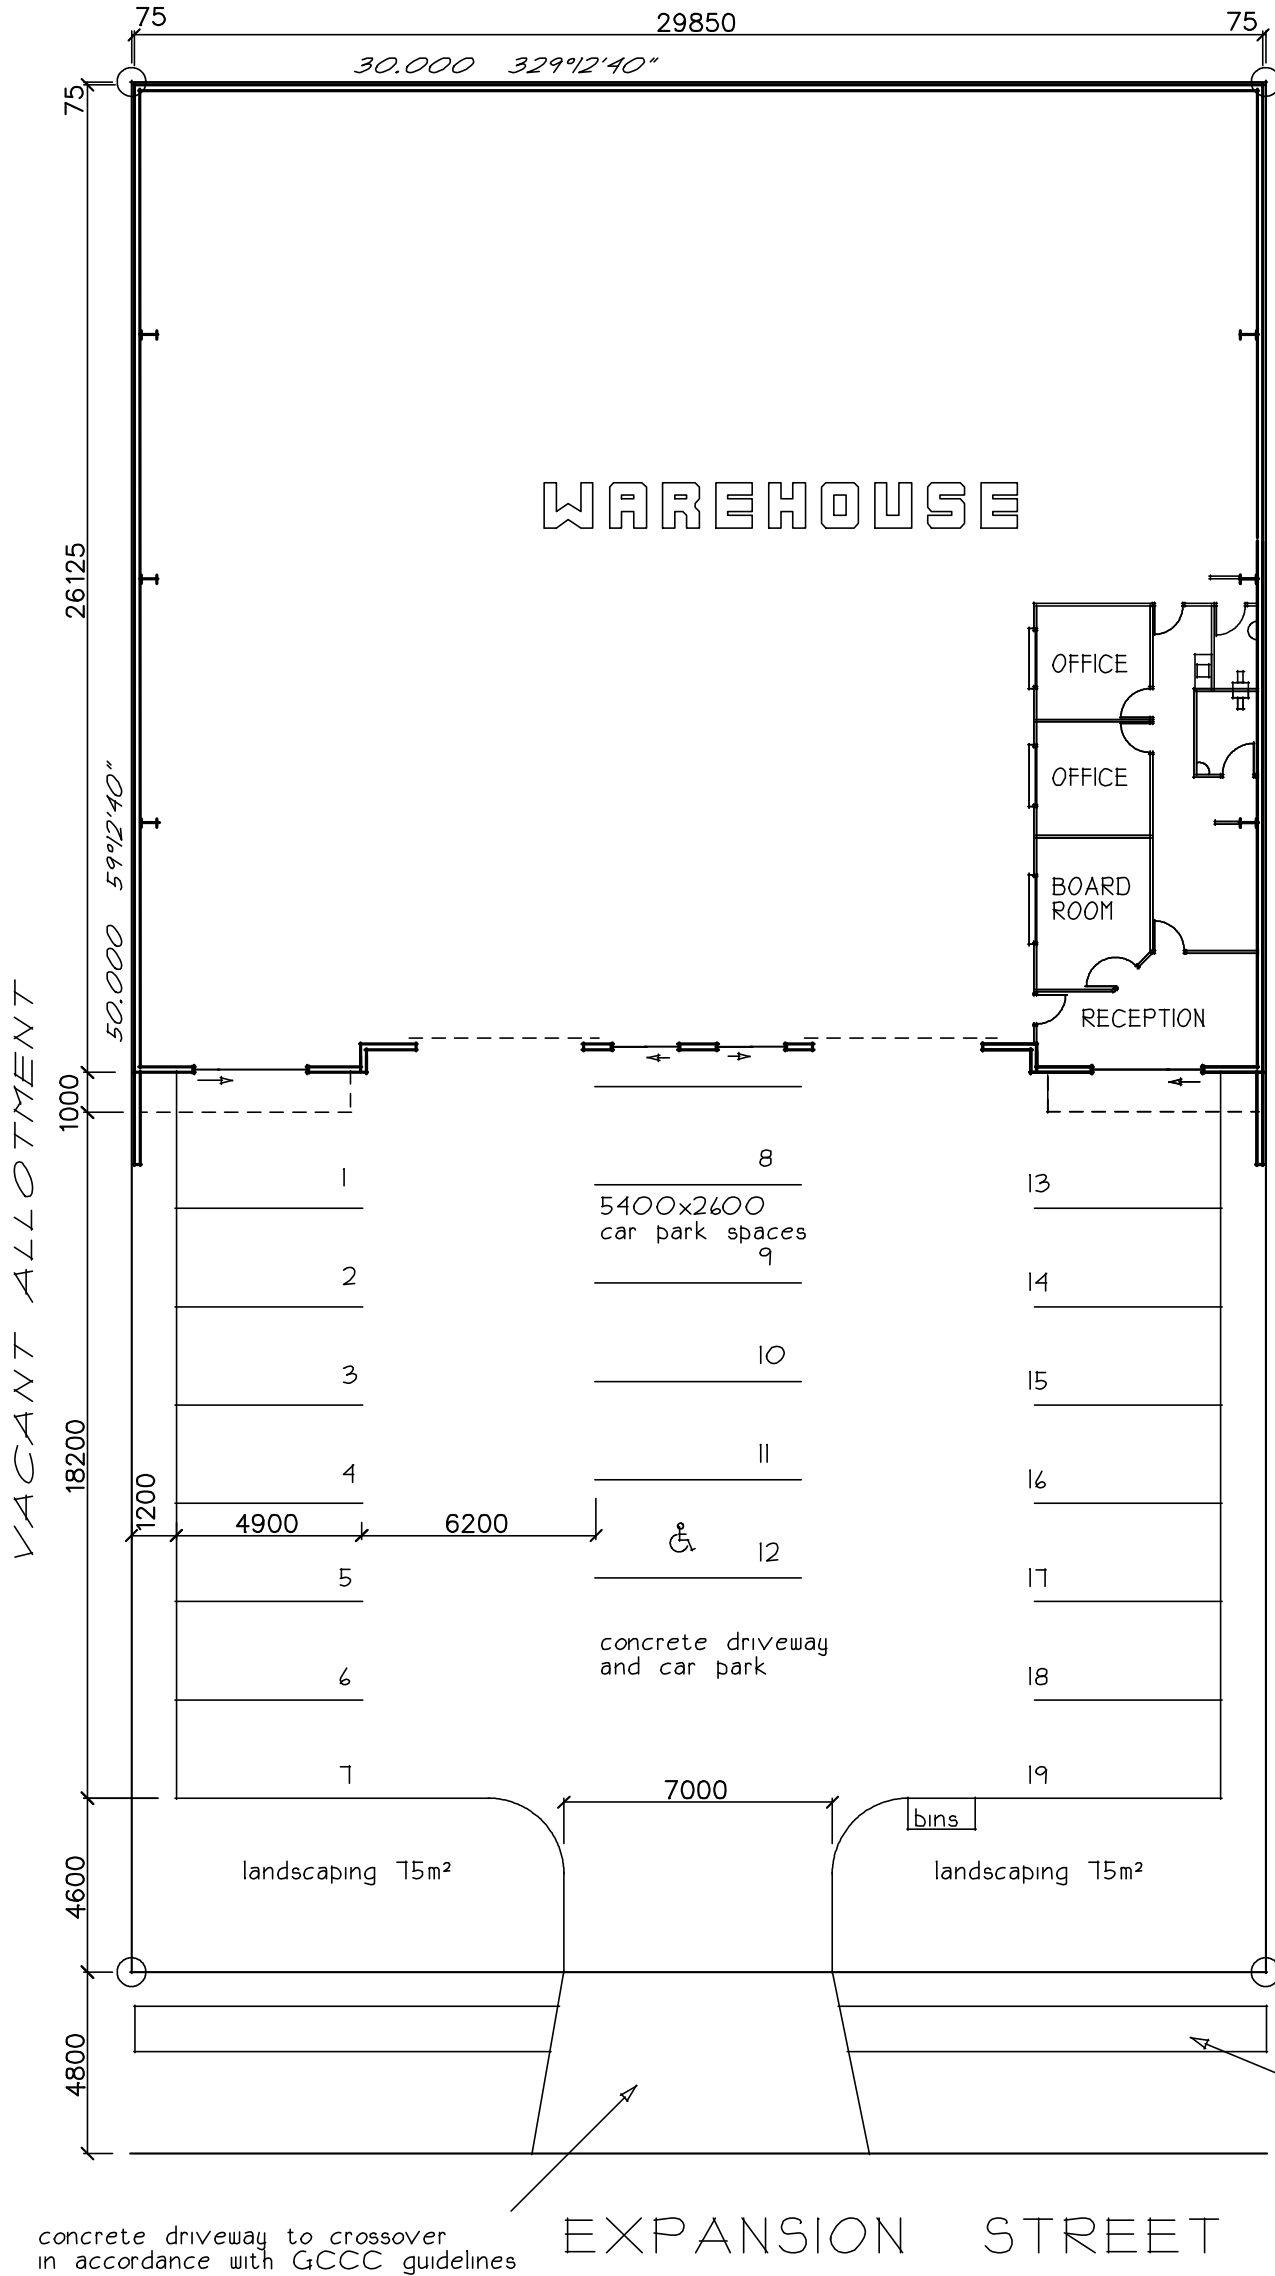 75
29850
75
30.000 329°12'40"
75
WAREHOUSE
26125
OFFICE
OFFICE
50.000 59°12'40"
BOARD
ROOM
RECEPTION
VACANT ALLOTMENT
1000
1
8
13
5400x2600
car park spaces
2
9
14
3
10
15
18200
4
11
16
1200
4900
6200
12
5
17
concrete driveway
and car park
6
18
7
7000
19
bins
4600
landscaping 75m²
landscaping 75m²
4800
concrete driveway to crossover
in accordance with GCCC guidelines
EXPANSION STREET